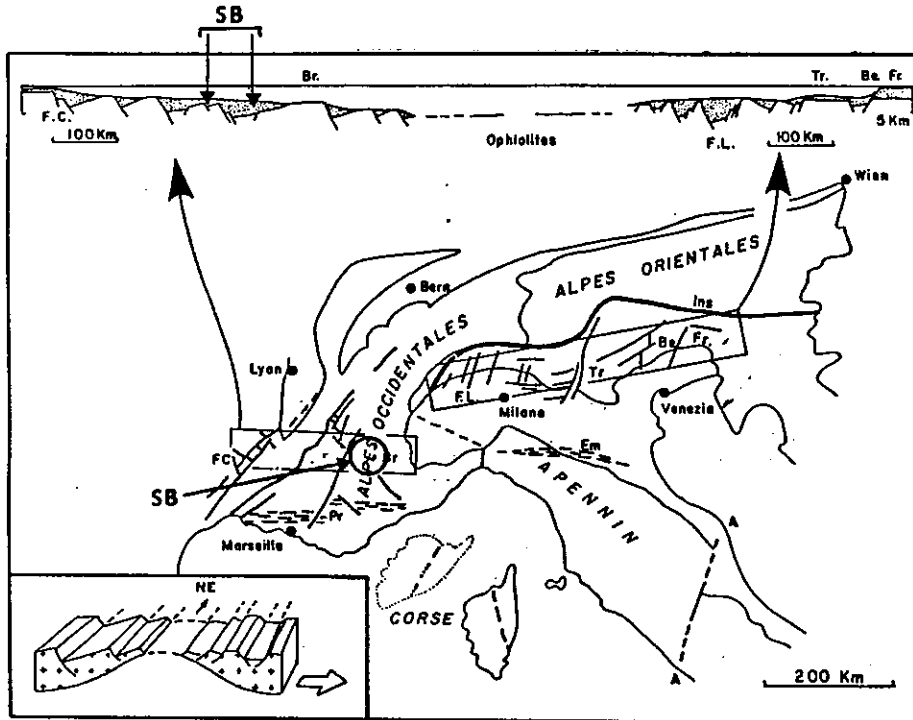 SB
Br. Tr. Be. Fr.
F.C. 5 Km
100 Km Ophiolites F.L. 100 Km
Wien
ALPES ORIENTALES
Bern
Ins
ALPES OCCIDENTALES
Lyon
Be. Fr.
Tr
F.L.
Milano
Venezia
FC
Br
Em
SB
APENNIN
Pr
Marseille
A
NE
CORSE
A
200 Km